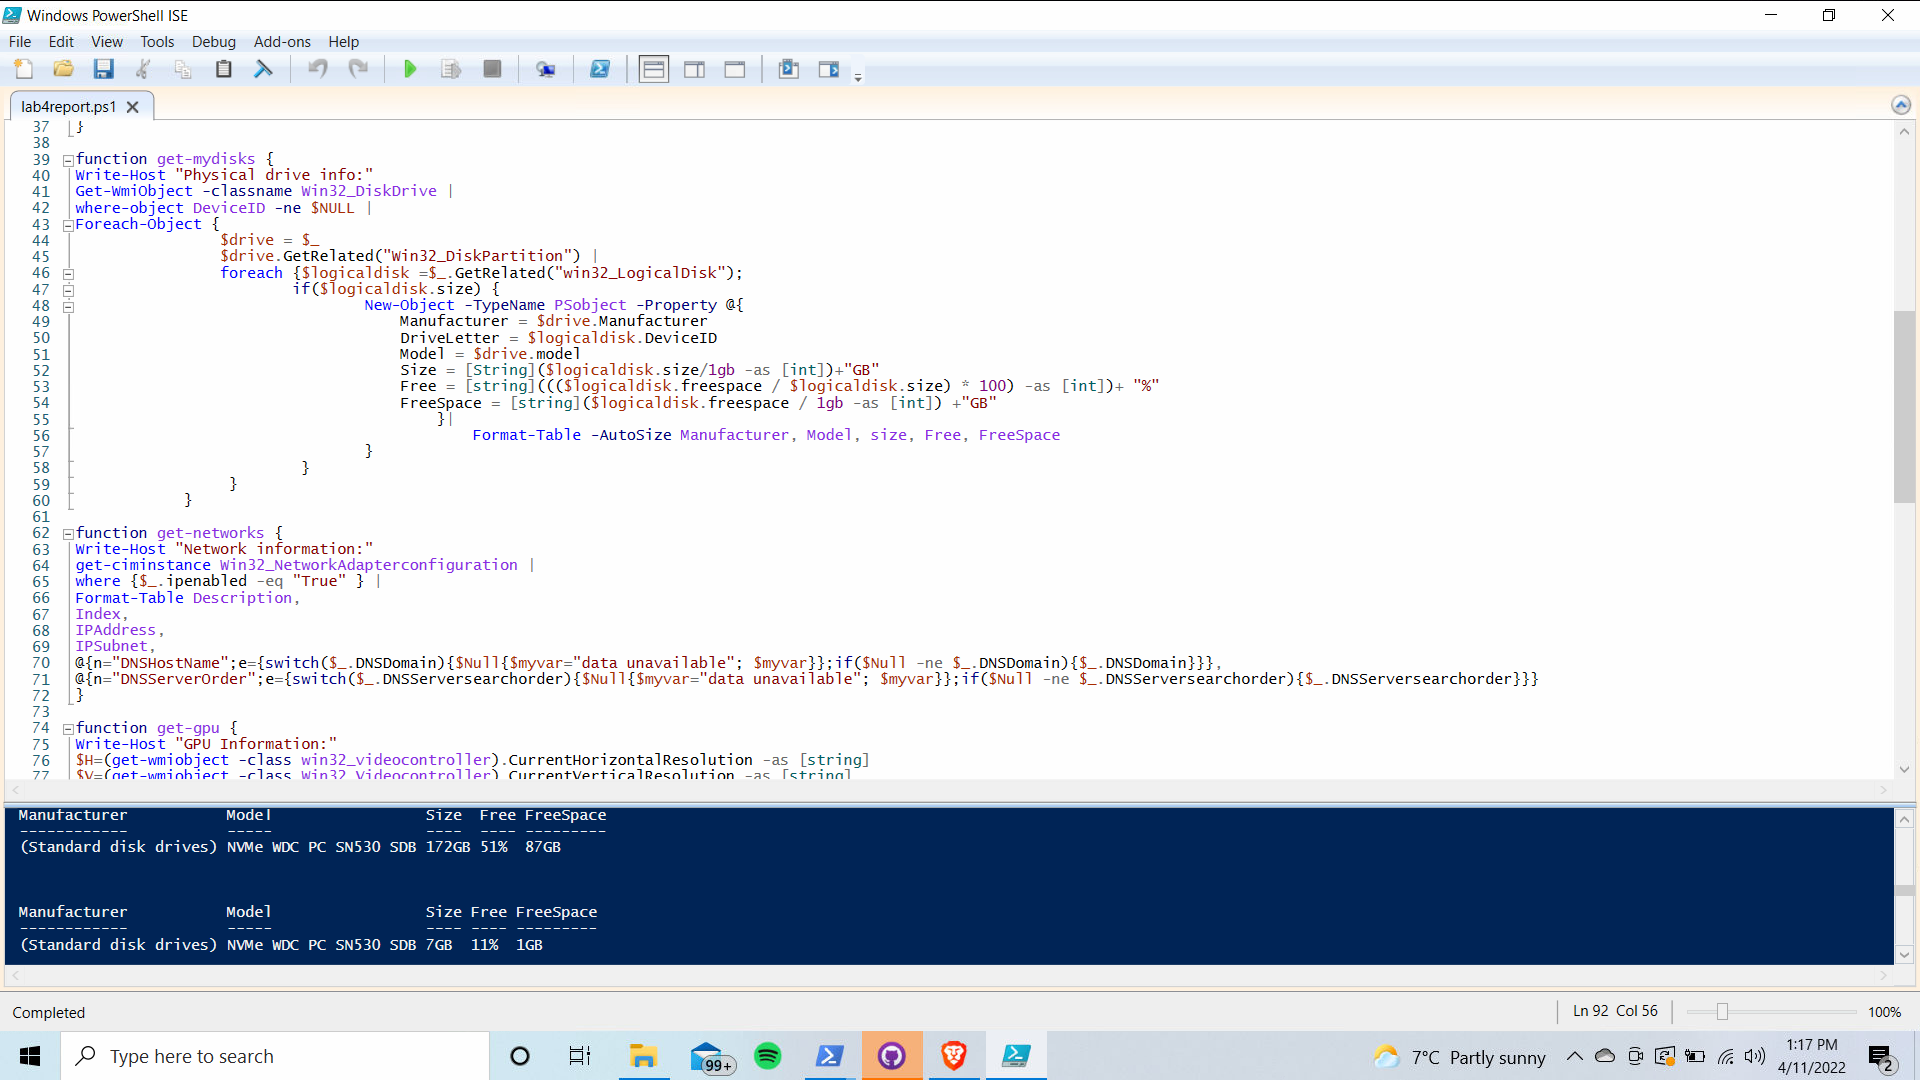 Windows PowerShell ISE
File Edit View Tools Debug Add-ons Help
lab4report.ps1
37 }
38
39 function get-mydisks {
40 Write-Host "Physical drive info:"
41 Get-WmiObject -classname Win32_DiskDrive |
42 where-object DeviceID -ne $NULL |
43 Foreach-Object {
44 $drive = $_
45 $drive.GetRelated("Win32_DiskPartition") |
46 foreach {$logicaldisk =$_.GetRelated("win32_LogicalDisk");
47 if($logicaldisk.size) {
48 New-Object -TypeName PSobject -Property @{
49 Manufacturer = $drive.Manufacturer
50 DriveLetter = $logicaldisk.DeviceID
51 Model = $drive.model
52 Size = [String]($logicaldisk.size/1gb -as [int])+"GB"
53 Free = [string]((($logicaldisk.freespace / $logicaldisk.size) * 100) -as [int])+ "%"
54 FreeSpace = [string]($logicaldisk.freespace / 1gb -as [int]) +"GB"
55 }|
56 Format-Table -AutoSize Manufacturer, Model, size, Free, FreeSpace
57 }
58 }
59 }
60 }
61
62 function get-networks {
63 Write-Host "Network information:"
64 get-ciminstance Win32_NetworkAdapterconfiguration |
65 where {$_.ipenabled -eq "True" } |
66 Format-Table Description,
67 Index,
68 IPAddress,
69 IPSubnet,
70 @{n="DNSHostName";e={switch($_.DNSDomain){$Null{$myvar="data unavailable"; $myvar}};if($Null -ne $_.DNSDomain){$_.DNSDomain}}},
71 @{n="DNSServerOrder";e={switch($_.DNSServersearchorder){$Null{$myvar="data unavailable"; $myvar}};if($Null -ne $_.DNSServersearchorder){$_.DNSServersearchorder}}}
72 }
73
74 function get-gpu {
75 Write-Host "GPU Information:"
76 $H=(get-wmiobject -class win32_videocontroller).CurrentHorizontalResolution -as [string]
77 $V=(get-wmiobject -class Win32_Videocontroller).CurrentVerticalResolution -as [string]
Manufacturer Model Size Free FreeSpace
------------ ----- ---- ---- ---------
(Standard disk drives) NVMe WDC PC SN530 SDB 172GB 51% 87GB
Manufacturer Model Size Free FreeSpace
------------ ----- ---- ---- ---------
(Standard disk drives) NVMe WDC PC SN530 SDB 7GB 11% 1GB
Completed
Ln 92 Col 56
100%
Type here to search
99+
7°C Partly sunny
1:17 PM
4/11/2022
2